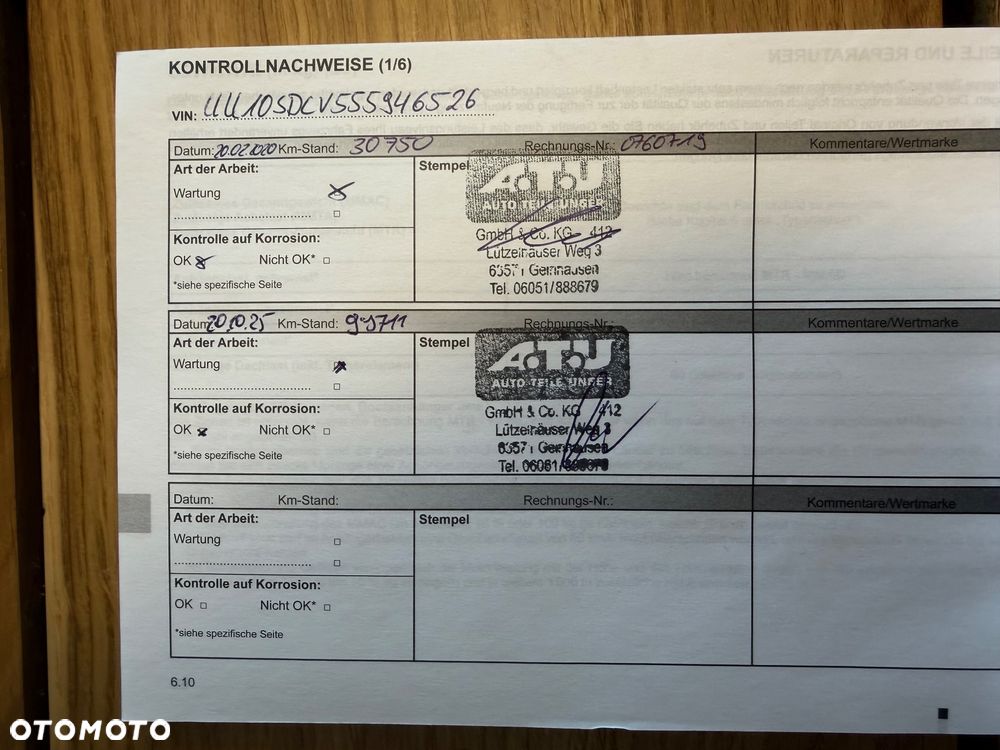 KONTROLLNACHWEISE (1/6)
VIN: UU10SDCV555946526
Datum: 20.02.2020 Km-Stand: 30750 Rechnungs-Nr.: 0760719 Kommentare/Wertmarke
Art der Arbeit: Stempel
Wartung
A.T.U
AUTO TEILE UNGER
Kontrolle auf Korrosion:
GmbH & Co. KG 412
OK Nicht OK*
Lützelhäuser Weg 3
6357 Gelnhausen
*siehe spezifische Seite
Tel. 06051/888679
Datum: 20.10.25 Km-Stand: Rechnungs-Nr.: Kommentare/Wertmarke
Art der Arbeit: Stempel
Wartung
A.T.U
AUTO TEILE UNGER
Kontrolle auf Korrosion:
GmbH & Co. KG 412
OK Nicht OK*
Lützelhäuser Weg 3
6357 Gelnhausen
*siehe spezifische Seite
Tel. 06051/
Datum: Km-Stand: Rechnungs-Nr.: Kommentare/Wertmarke
Art der Arbeit: Stempel
Wartung
Kontrolle auf Korrosion:
OK Nicht OK*
*siehe spezifische Seite
6.10
OTOMOTO